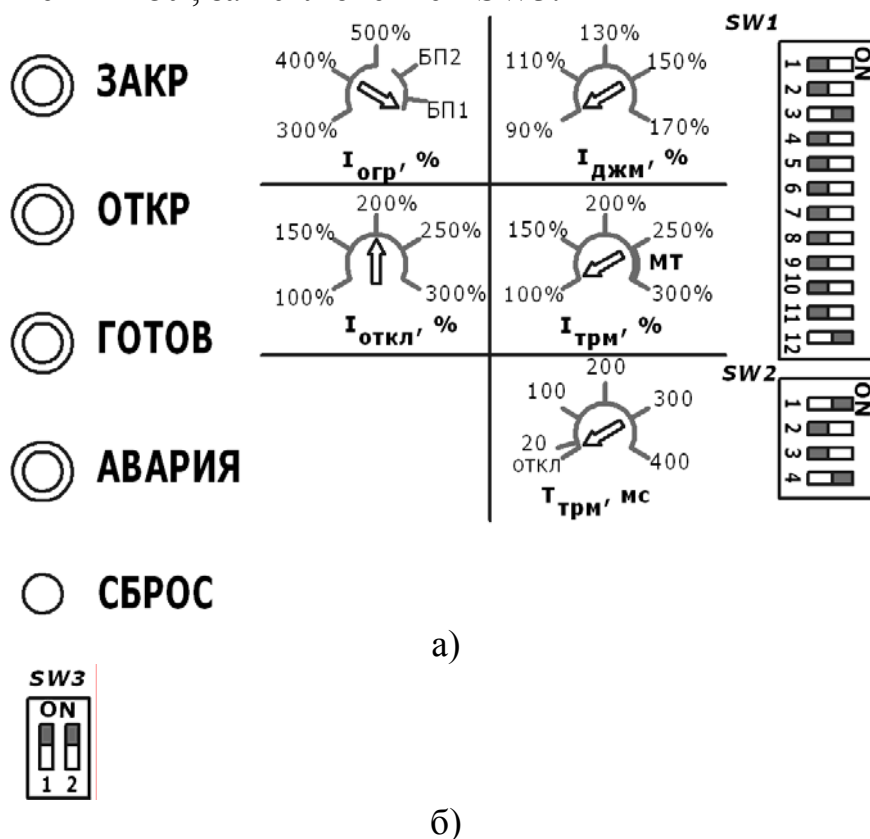 ЗАКР
ОТКР
ГОТОВ
АВАРИЯ
СБРОС
500%
400%
БП2
300%
БП1
Iогр, %
130%
110%
150%
90%
170%
Iджм, %
200%
150%
250%
100%
300%
Iоткл, %
200%
150%
250%
МТ
100%
300%
Iтрм, %
200
100
300
20
откл
400
Ттрм, мс
SW1
ON
1
2
3
4
5
6
7
8
9
10
11
12
SW2
ON
1
2
3
4
а)
SW3
ON
1 2
б)